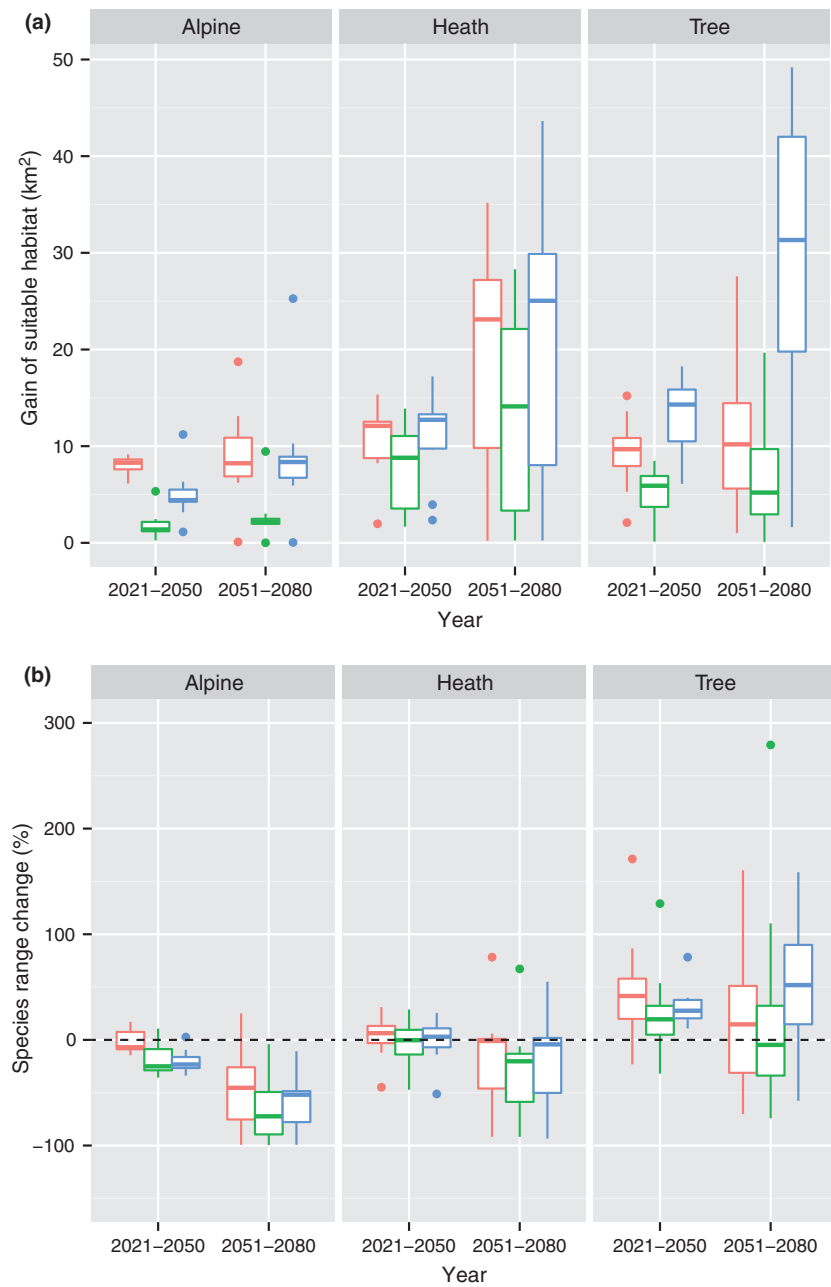 (a)
Alpine Heath Tree
Gain of suitable habitat (km²)
50
40
30
20
10
0
2021–2050 2051–2080 2021–2050 2051–2080 2021–2050 2051–2080
Year
(b)
Alpine Heath Tree
Species range change (%)
300
200
100
0
−100
2021–2050 2051–2080 2021–2050 2051–2080 2021–2050 2051–2080
Year